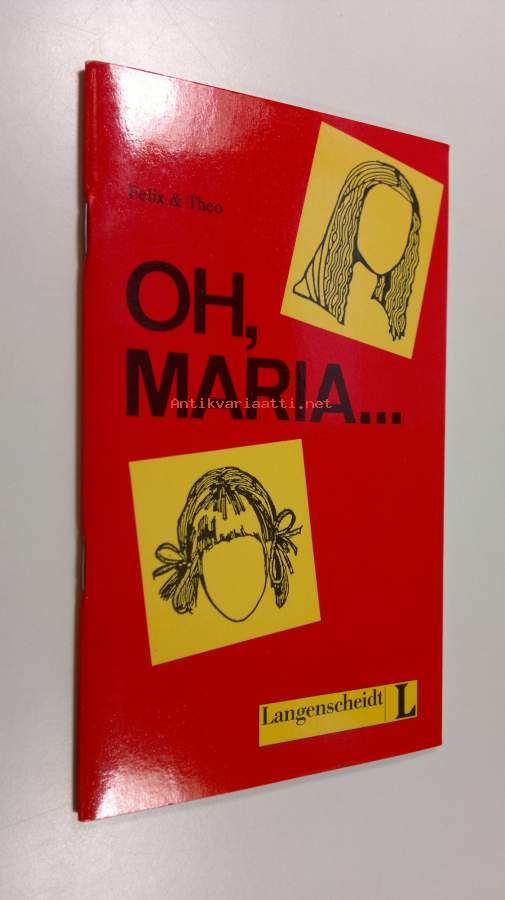 Felix & Theo
OH,
MARIA...
Antikvariaatti.net
Langenscheidt L